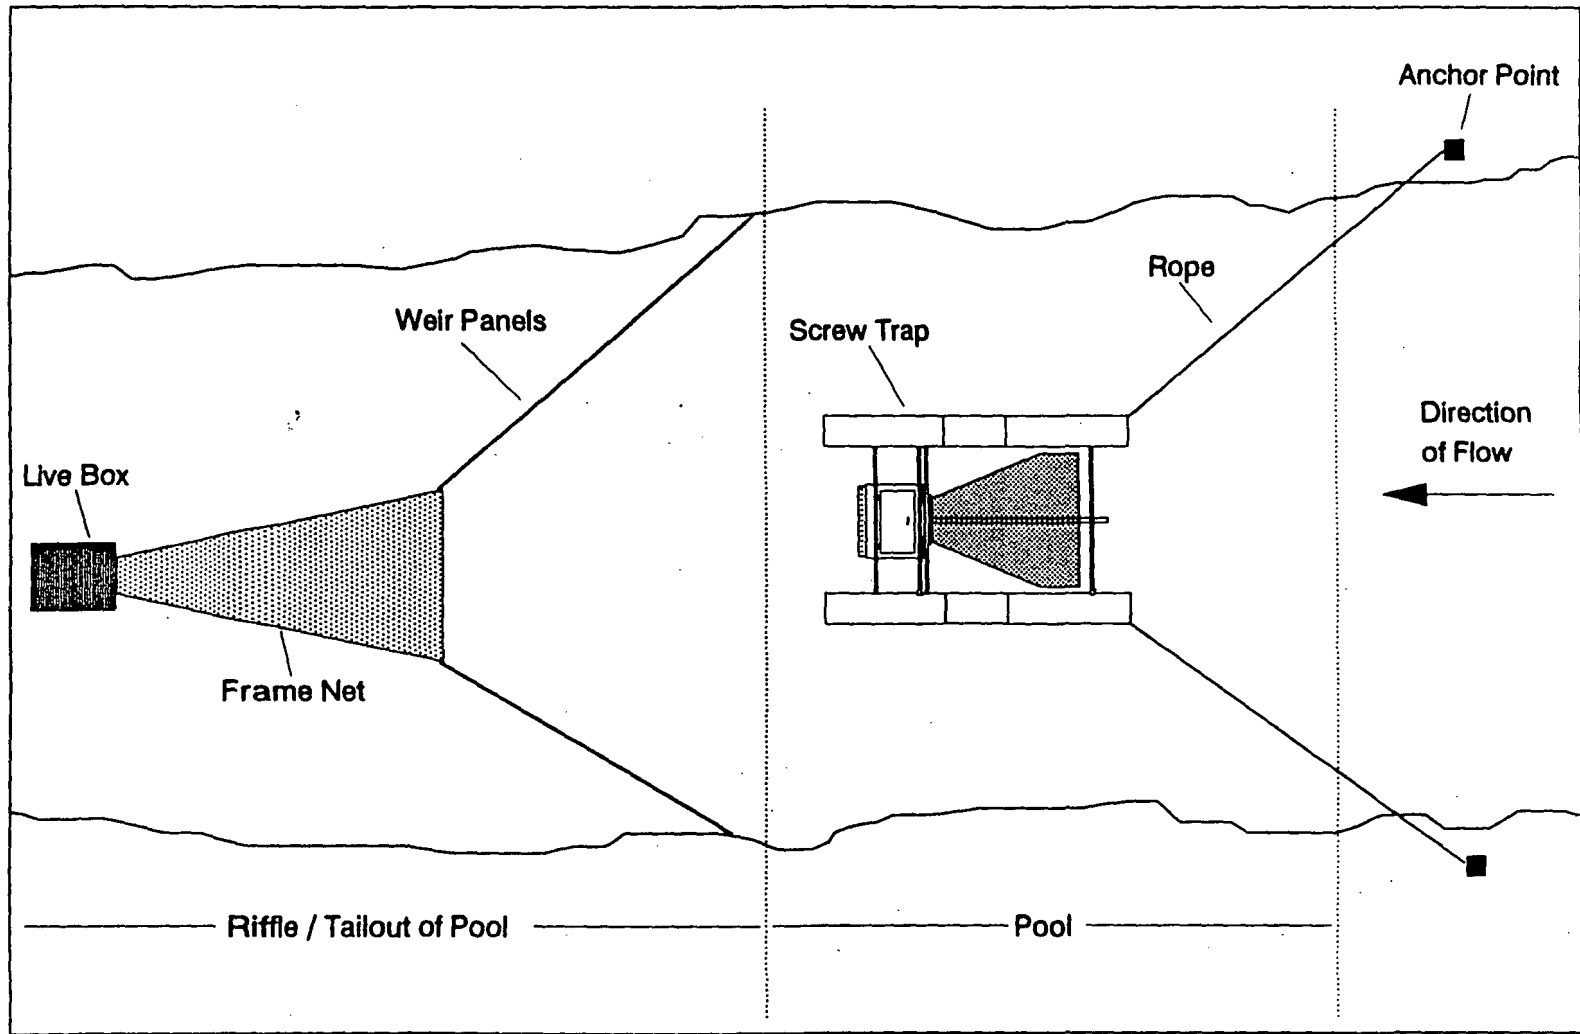 Anchor Point
Rope
Weir Panels
Screw Trap
Direction
of Flow
Live Box
Frame Net
Riffle / Tailout of Pool
Pool